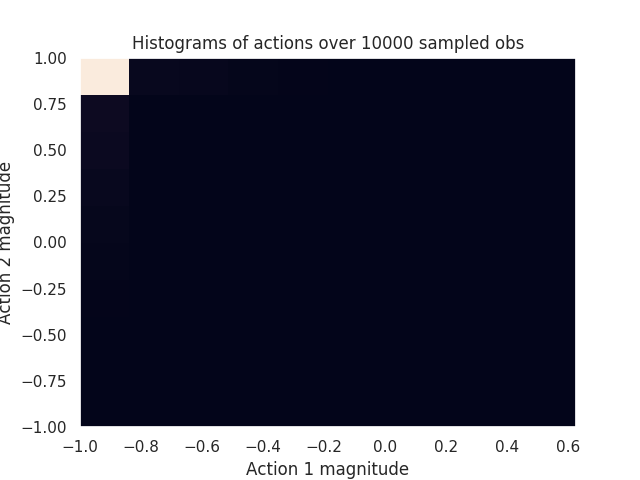 Histograms of actions over 10000 sampled obs
1.00
0.75
0.50
0.25
0.00
−0.25
−0.50
−0.75
−1.00
Action 2 magnitude
−1.0 −0.8 −0.6 −0.4 −0.2 0.0 0.2 0.4 0.6
Action 1 magnitude